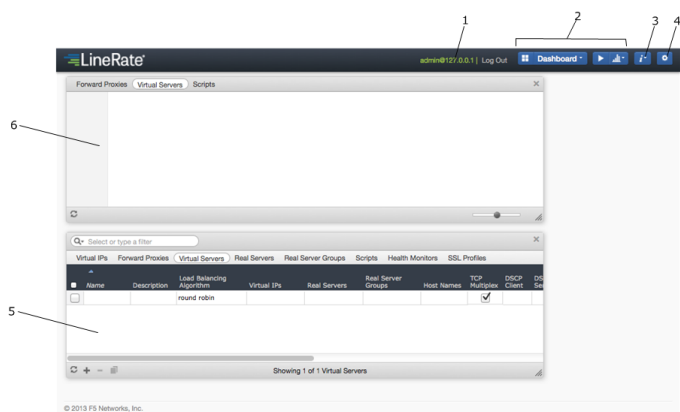 1
2
3
4
LineRate
admin@127.0.0.1 | Log Out
Dashboard
i
Forward Proxies Virtual Servers Scripts
6
Select or type a filter
Virtual IPs Forward Proxies Virtual Servers Real Servers Real Server Groups Scripts Health Monitors SSL Profiles
Name Description Load Balancing Algorithm Virtual IPs Real Servers Real Server Groups Host Names TCP Multiplex DSCP Client DS Se
round robin
5
Showing 1 of 1 Virtual Servers
© 2013 F5 Networks, Inc.